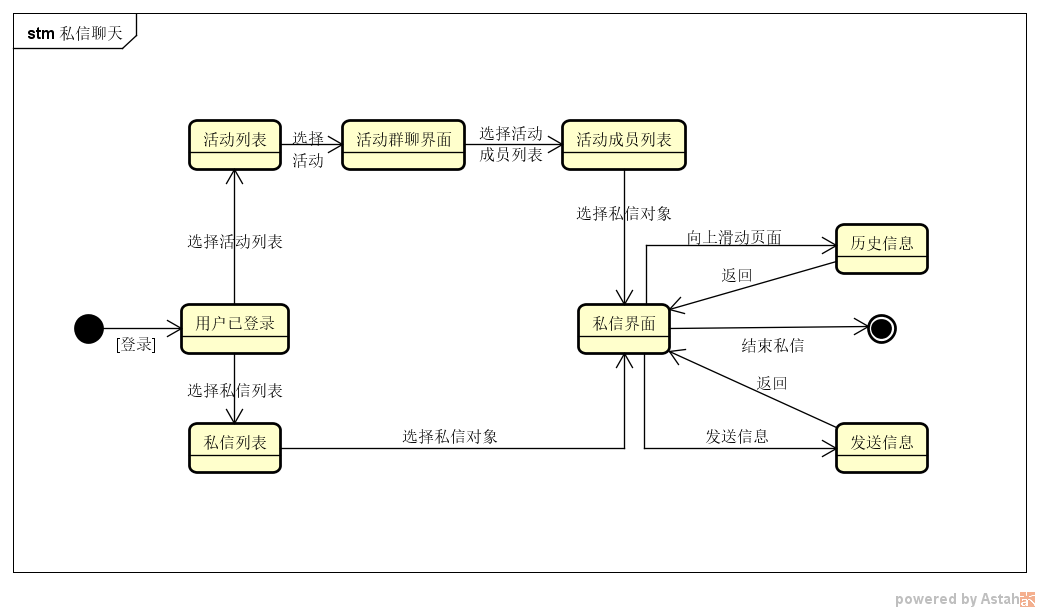 stm 私信聊天
活动列表
选择
活动
活动群聊界面
选择活动
成员列表
活动成员列表
选择活动列表
选择私信对象
向上滑动页面
历史信息
返回
用户已登录
[登录]
私信界面
结束私信
选择私信列表
返回
私信列表
选择私信对象
发送信息
发送信息
powered by Astah